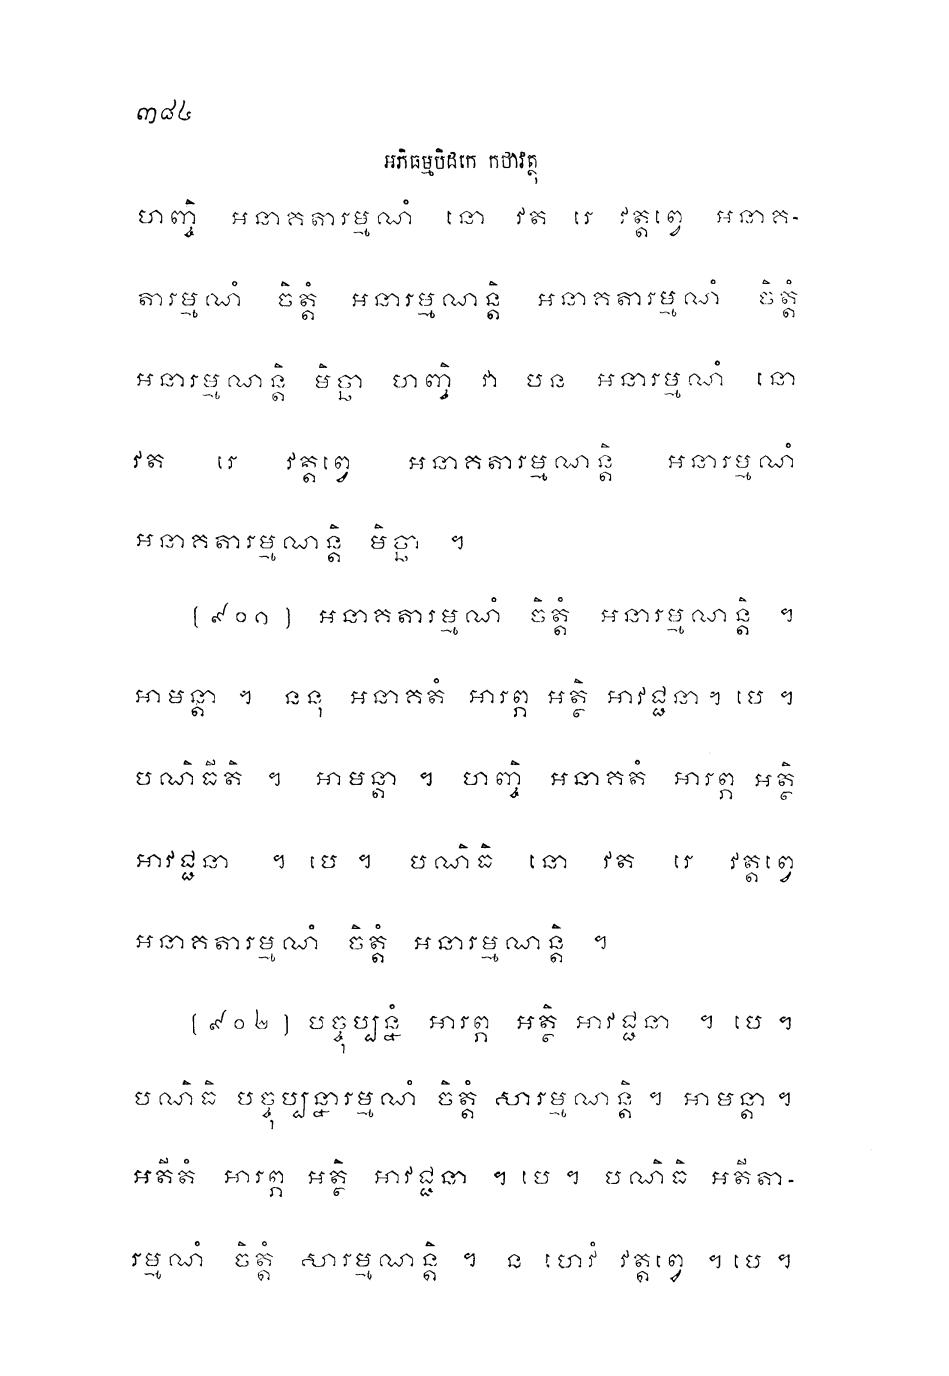 ៣៨៤
អភិធម្មបិដកេ កថាវត្ថុ
ហញ្ចិ អនាគតារម្មណំ នោ វត រេ វត្តព្វេ អនាគ-
តារម្មណំ ចិត្តំ អនារម្មណន្តិ អនាគតារម្មណំ ចិត្តំ
អនារម្មណន្តិ មិច្ឆា ហញ្ចិ វា បន អនារម្មណំ នោ
វត រេ វត្តព្វេ អនាគតារម្មណន្តិ អនារម្មណំ
អនាគតារម្មណន្តិ មិច្ឆា ។
(៩០១) អនាគតារម្មណំ ចិត្តំ អនារម្មណន្តិ ។
អាមន្តា ។ ននុ អនាគតំ អារព្ភ អត្ថិ អាវជ្ជនា ។ បេ ។
បណិធីតិ ។ អាមន្តា ។ ហញ្ចិ អនាគតំ អារព្ភ អត្ថិ
អាវជ្ជនា ។ បេ ។ បណិធិ នោ វត រេ វត្តព្វេ
អនាគតារម្មណំ ចិត្តំ អនារម្មណន្តិ ។
(៩០២) បច្ចុប្បន្នំ អារព្ភ អត្ថិ អាវជ្ជនា ។ បេ ។
បណិធិ បច្ចុប្បន្នារម្មណំ ចិត្តំ សារម្មណន្តិ ។ អាមន្តា ។
អតីតំ អារព្ភ អត្ថិ អាវជ្ជនា ។ បេ ។ បណិធិ អតីតា-
រម្មណំ ចិត្តំ សារម្មណន្តិ ។ ន ហេវំ វត្តព្វេ ។ បេ ។